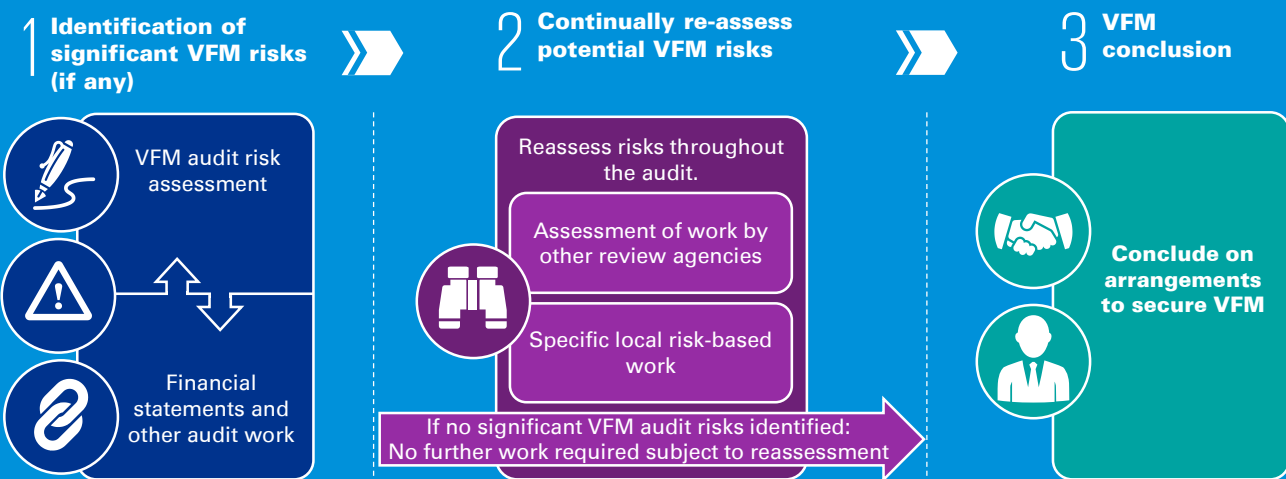 1 Identification of
significant VFM risks
(if any)
2 Continually re-assess
potential VFM risks
3 VFM
conclusion
VFM audit risk
assessment
Financial
statements and
other audit work
Reassess risks throughout
the audit.
Assessment of work by
other review agencies
Specific local risk-based
work
If no significant VFM audit risks identified:
No further work required subject to reassessment
Conclude on
arrangements
to secure VFM